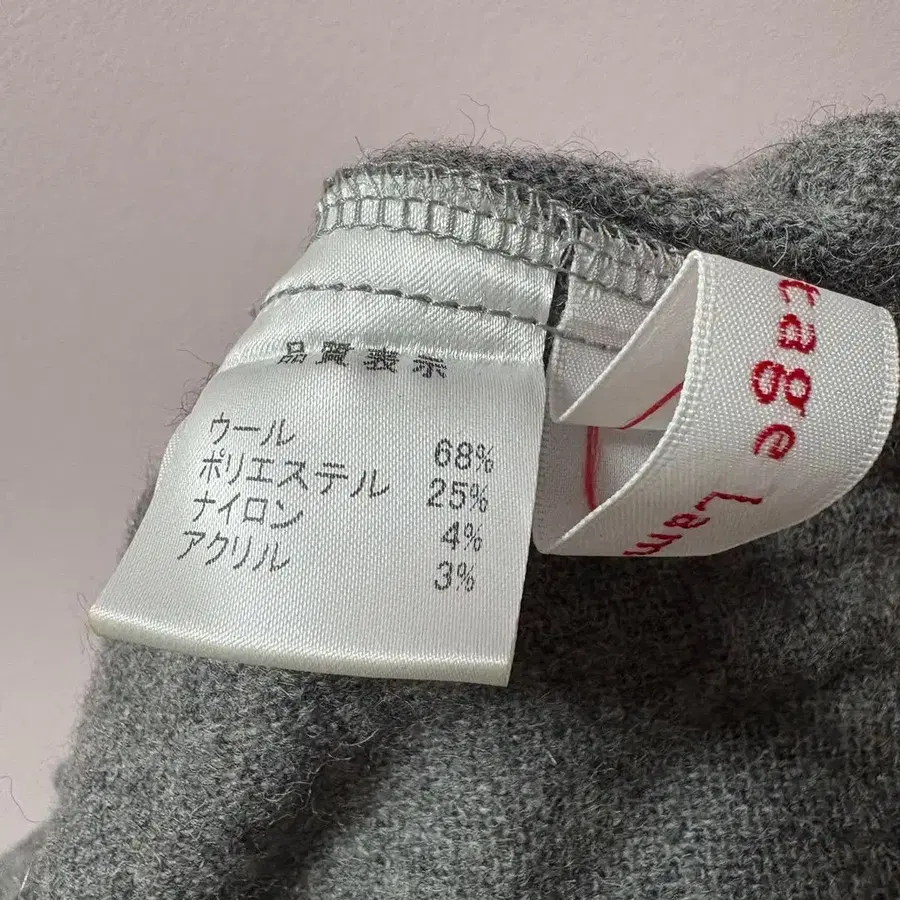 品質表示
ウール 68%
ポリエステル 25%
ナイロン 4%
アクリル 3%
tage Lam